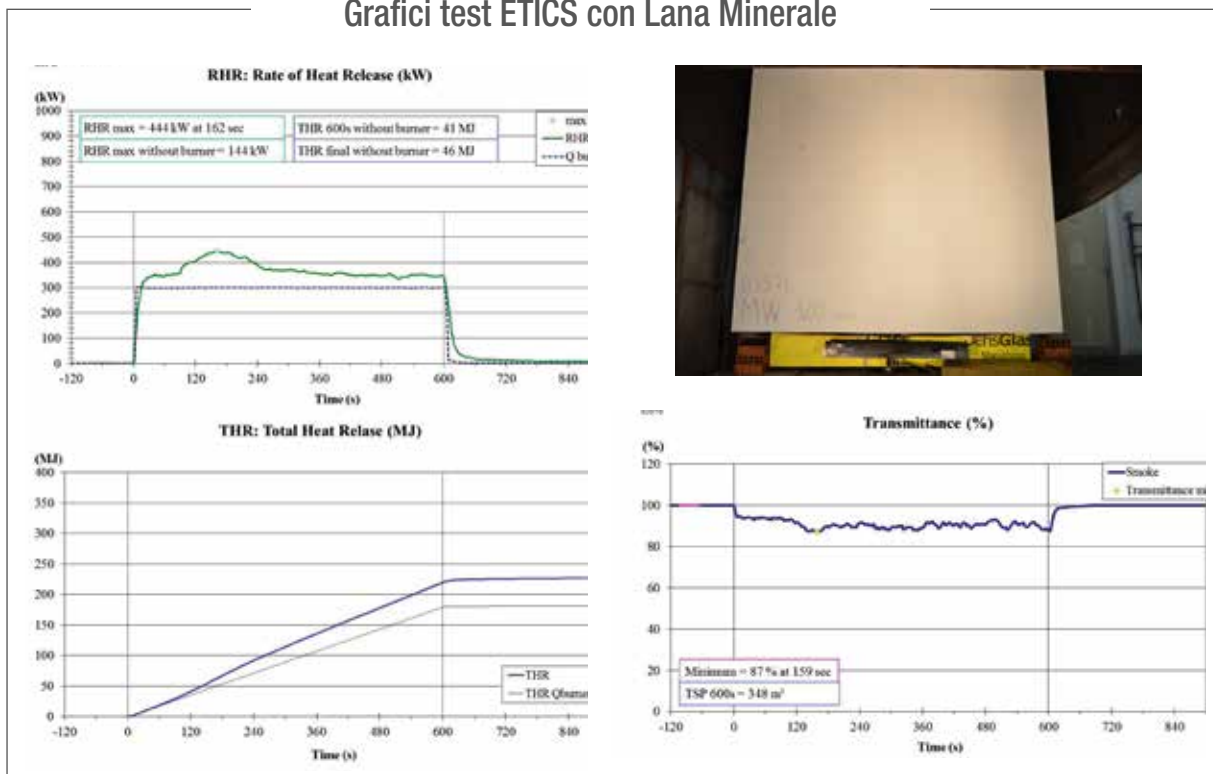 Grafici test ETICS con Lana Minerale
RHR: Rate of Heat Release (kW)
(kW)
1000
900
800
700
600
500
400
300
200
100
0
RHR max = 444 kW at 162 sec
THR 600s without burner = 41 MJ
RHR max without burner = 144 kW
THR final without burner = 46 MJ
max
RHR
Q bu
-120 0 120 240 360 480 600 720 840
Time (s)
MW
THR: Total Heat Relase (MJ)
(MJ)
400
350
300
250
200
150
100
50
0
THR
THR Qburne
-120 0 120 240 360 480 600 720 840
Time (s)
Transmittance (%)
(%)
120
100
80
60
40
20
0
Smoke
Transmittance m
Minimum = 87 % at 159 sec
TSP 600s = 348 m²
-120 0 120 240 360 480 600 720 840
Time (s)